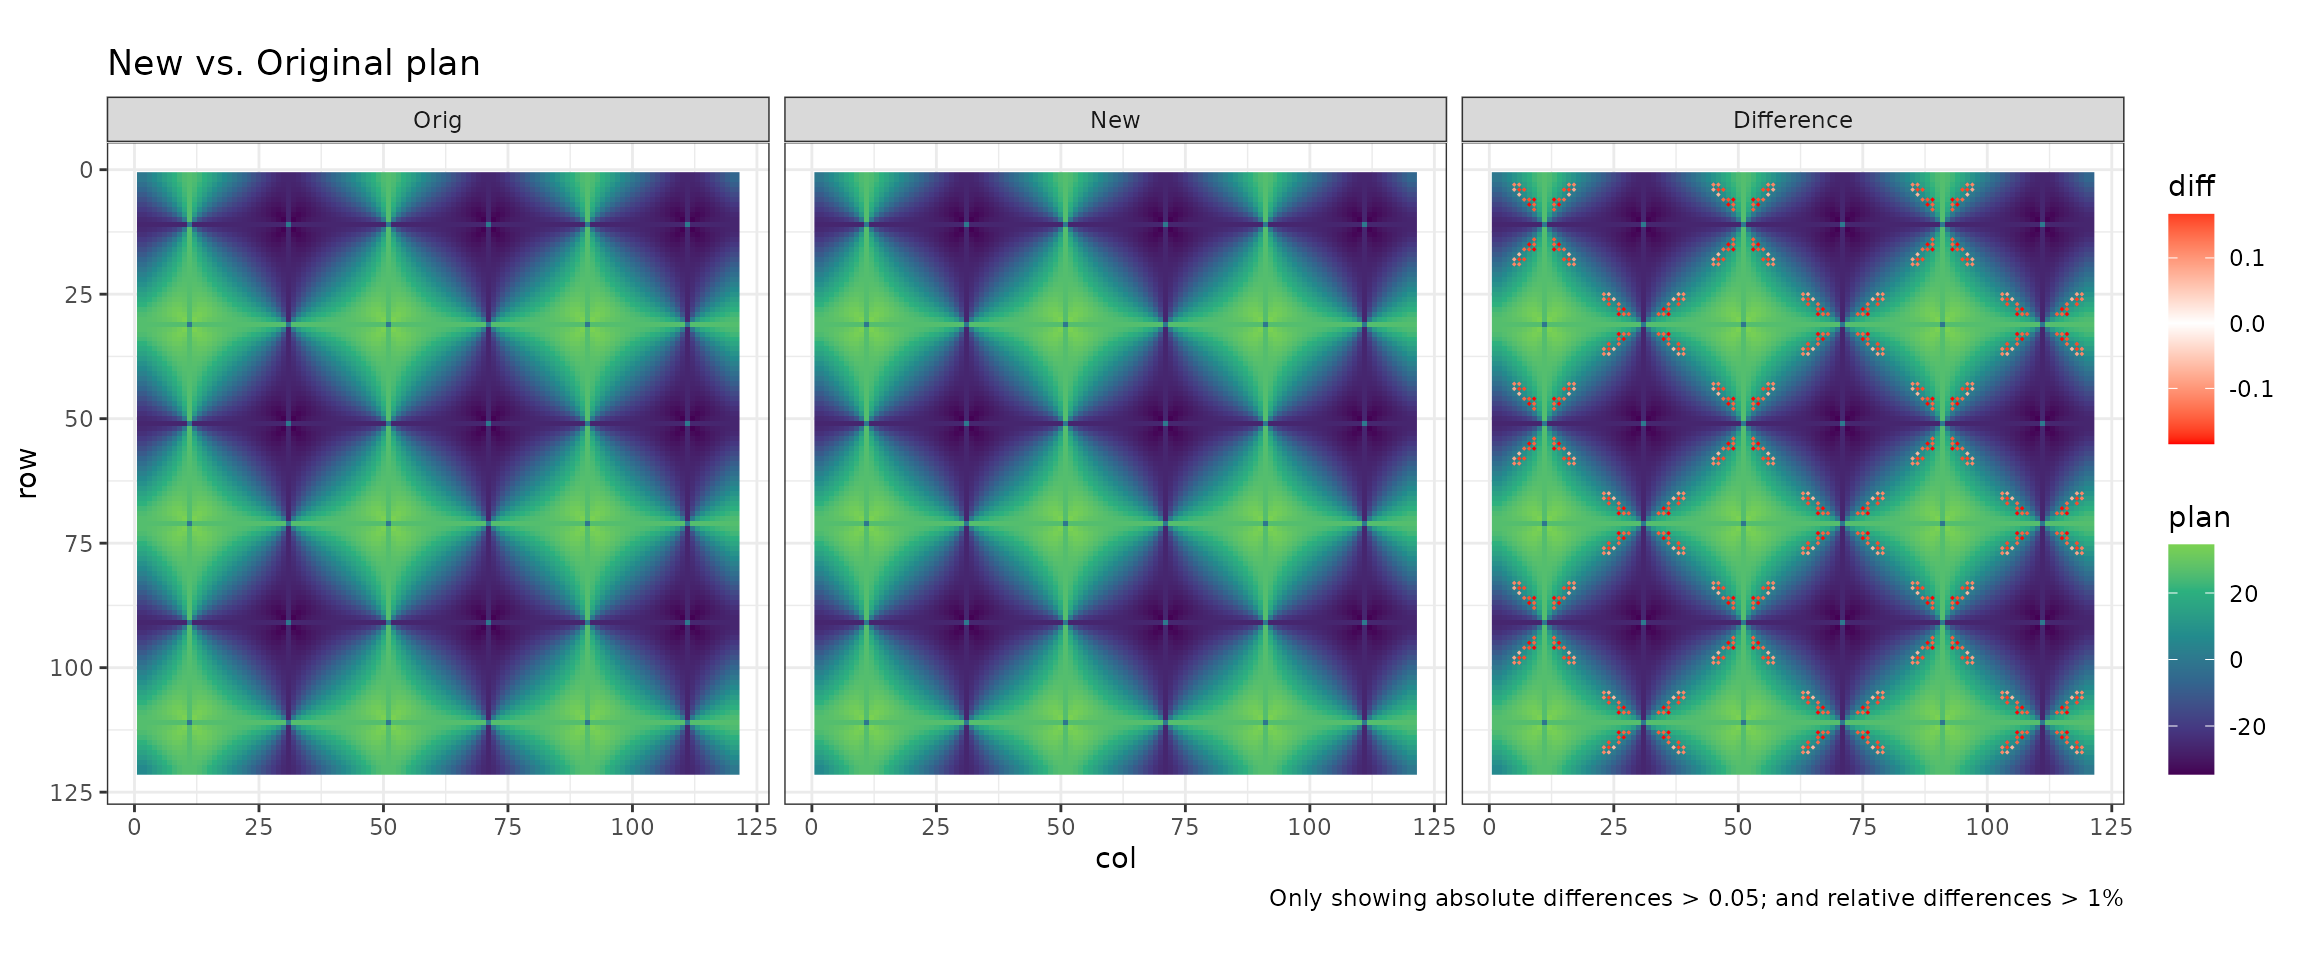 New vs. Original plan
Orig
New
Difference
row
0
25
50
75
100
125
0 25 50 75 100 125
0 25 50 75 100 125
0 25 50 75 100 125
col
diff
0.1
0.0
-0.1
plan
20
0
-20
Only showing absolute differences > 0.05; and relative differences > 1%